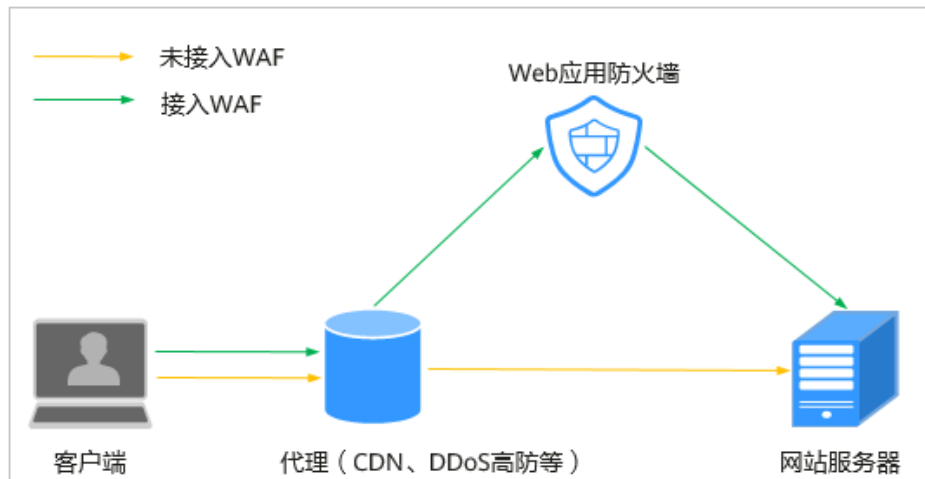 未接入WAF
接入WAF
Web应用防火墙
客户端
代理（CDN、DDoS高防等）
网站服务器